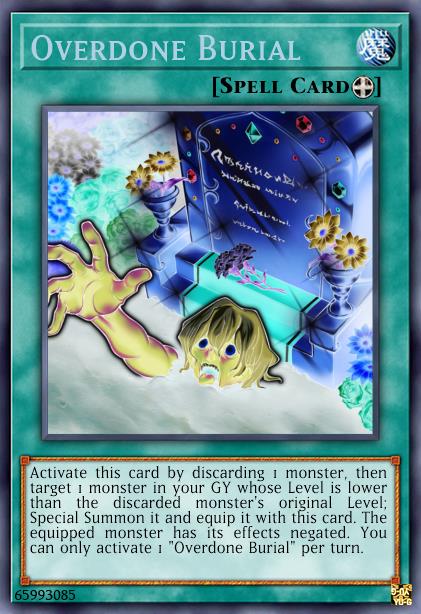 OVERDONE BURIAL
[SPELL CARD]
Activate this card by discarding 1 monster, then
target 1 monster in your GY whose Level is lower
than the discarded monster's original Level;
Special Summon it and equip it with this card. The
equipped monster has its effects negated. You
can only activate 1 "Overdone Burial" per turn.
65993085